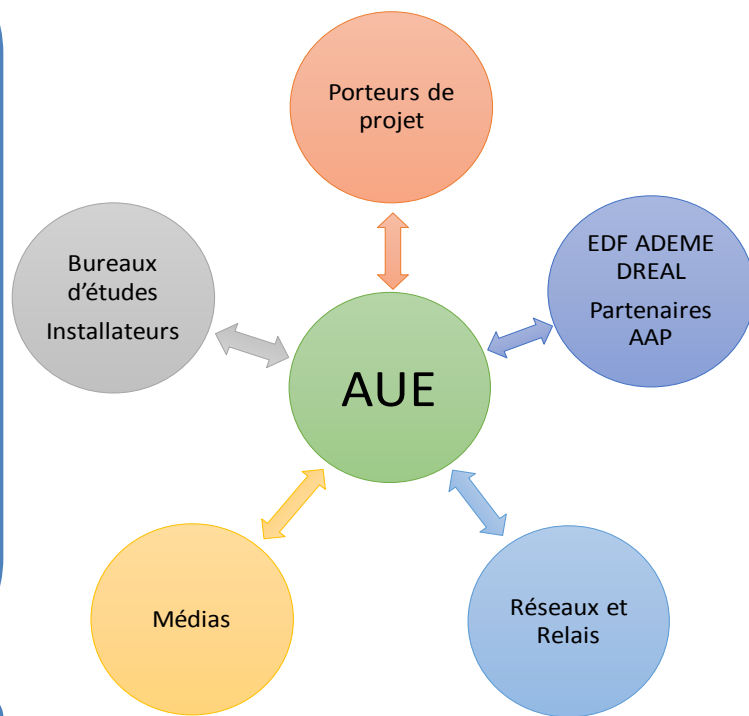 Porteurs de
projet
EDF ADEME
DREAL
Partenaires
AAP
Bureaux
d’études
Installateurs
AUE
Médias
Réseaux et
Relais